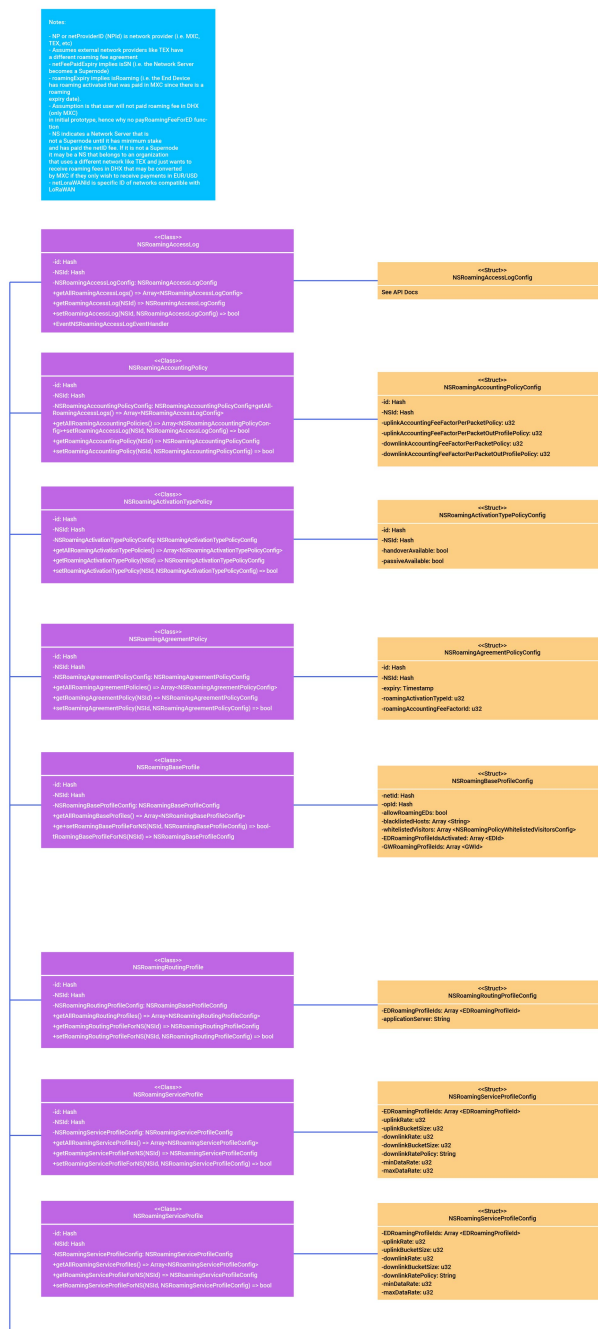 Notes:
- NP or netProviderID (NPId) is network provider (i.e. MXC,
TEX, etc)
- Assumes external network providers like TEX have
a different roaming fee agreement
- netFeePaidExpiry implies isSN (i.e. the Network Server
becomes a Supernode)
- roamingExpiry implies isRoaming (i.e. the End Device
has roaming activated that was paid in MXC since there is a
roaming
expiry date).
- Assumption is that user will not paid roaming fee in DHX
(only MXC)
in initial prototype, hence why no payRoamingFeeForED func-
tion
- NS indicates a Network Server that is
not a Supernode until it has minimum stake
and has paid the netID fee. If it is not a Supernode
it may be a NS that belongs to an organization
that uses a different network like TEX and just wants to
receive roaming fees in DHX that may be converted
by MXC if they only wish to receive payments in EUR/USD
- netLoraWANId is specific ID of networks compatible with
LoRaWAN
<<Class>>
NSRoamingAccessLog
-id: Hash
-NSId: Hash
-NSRoamingAccessLogConfig: NSRoamingAccessLogConfig
+getAllRoamingAccessLogs() => Array<NSRoamingAccessLogConfig>
+getRoamingAccessLog(NSId) => NSRoamingAccessLogConfig
+setRoamingAccessLog(NSId, NSRoamingAccessLogConfig) => bool
+EventNSRoamingAccessLogEventHandler
<<Struct>>
NSRoamingAccessLogConfig
See API Docs
<<Class>>
NSRoamingAccountingPolicy
-id: Hash
-NSId: Hash
-NSRoamingAccountingPolicyConfig: NSRoamingAccountingPolicyConfig+getAll-
RoamingAccessLogs() => Array<NSRoamingAccessLogConfig>
+getAllRoamingAccountingPolicies() => Array<NSRoamingAccountingPolicyCon-
fig>+setRoamingAccessLog(NSId, NSRoamingAccessLogConfig) => bool
+getRoamingAccountingPolicy(NSId) => NSRoamingAccountingPolicyConfig
+setRoamingAccountingPolicy(NSId, NSRoamingAccountingPolicyConfig) => bool
<<Struct>>
NSRoamingAccountingPolicyConfig
-id: Hash
-NSId: Hash
-uplinkAccountingFeeFactorPerPacketPolicy: u32
-uplinkAccountingFeeFactorPerPacketOutProfilePolicy: u32
-downlinkAccountingFeeFactorPerPacketPolicy: u32
-downlinkAccountingFeeFactorPerPacketOutProfilePolicy: u32
<<Class>>
NSRoamingActivationTypePolicy
-id: Hash
-NSId: Hash
-NSRoamingActivationTypePolicyConfig: NSRoamingActivationTypePolicyConfig
+getAllRoamingActivationTypePolicies() => Array<NSRoamingActivationTypePolicyConfig>
+getRoamingActivationTypePolicy(NSId) => NSRoamingActivationTypePolicyConfig
+setRoamingActivationTypePolicy(NSId, NSRoamingActivationTypePolicyConfig) => bool
<<Struct>>
NSRoamingActivationTypePolicyConfig
-id: Hash
-NSId: Hash
-handoverAvailable: bool
-passiveAvailable: bool
<<Class>>
NSRoamingAgreementPolicy
-id: Hash
-NSId: Hash
-NSRoamingAgreementPolicyConfig: NSRoamingAgreementPolicyConfig
+getAllRoamingAgreementPolicies() => Array<NSRoamingAgreementPolicyConfig>
+getRoamingAgreementPolicy(NSId) => NSRoamingAgreementPolicyConfig
+setRoamingAgreementPolicy(NSId, NSRoamingAgreementPolicyConfig) => bool
<<Struct>>
NSRoamingAgreementPolicyConfig
-id: Hash
-NSId: Hash
-expiry: Timestamp
-roamingActivationTypeId: u32
-roamingAccountingFeeFactorId: u32
<<Class>>
NSRoamingBaseProfile
-id: Hash
-NSId: Hash
-NSRoamingBaseProfileConfig: NSRoamingBaseProfileConfig
+getAllRoamingBaseProfiles() => Array<NSRoamingBaseProfileConfig>
+ge+setRoamingBaseProfileForNS(NSId, NSRoamingBaseProfileConfig) => bool-
tRoamingBaseProfileForNS(NSId) => NSRoamingBaseProfileConfig
<<Struct>>
NSRoamingBaseProfileConfig
-netId: Hash
-opId: Hash
-allowRoamingEDs: bool
-blacklistedHosts: Array <String>
-whitelistedVisitors: Array <NSRoamingPolicyWhitelistedVisitorsConfig>
-EDRoamingProfileIdsActivated: Array <EDId>
-GWRoamingProfileIds: Array <GWId>
<<Class>>
NSRoamingRoutingProfile
-id: Hash
-NSId: Hash
-NSRoamingRoutingProfileConfig: NSRoamingBaseProfileConfig
+getAllRoamingRoutingProfiles() => Array<NSRoamingRoutingProfileConfig>
+getRoamingRoutingProfileForNS(NSId) => NSRoamingRoutingProfileConfig
+setRoamingRoutingProfileForNS(NSId, NSRoamingRoutingProfileConfig) => bool
<<Struct>>
NSRoamingRoutingProfileConfig
-EDRoamingProfileIds: Array <EDRoamingProfileId>
-applicationServer: String
<<Class>>
NSRoamingServiceProfile
-id: Hash
-NSId: Hash
-NSRoamingServiceProfileConfig: NSRoamingServiceProfileConfig
+getAllRoamingServiceProfiles() => Array<NSRoamingServiceProfileConfig>
+getRoamingServiceProfileForNS(NSId) => NSRoamingServiceProfileConfig
+setRoamingServiceProfileForNS(NSId, NSRoamingServiceProfileConfig) => bool
<<Struct>>
NSRoamingServiceProfileConfig
-EDRoamingProfileIds: Array <EDRoamingProfileId>
-uplinkRate: u32
-uplinkBucketSize: u32
-downlinkRate: u32
-downlinkBucketSize: u32
-downlinkRatePolicy: String
-minDataRate: u32
-maxDataRate: u32
<<Class>>
NSRoamingServiceProfile
-id: Hash
-NSId: Hash
-NSRoamingServiceProfileConfig: NSRoamingServiceProfileConfig
+getAllRoamingServiceProfiles() => Array<NSRoamingServiceProfileConfig>
+getRoamingServiceProfileForNS(NSId) => NSRoamingServiceProfileConfig
+setRoamingServiceProfileForNS(NSId, NSRoamingServiceProfileConfig) => bool
<<Struct>>
NSRoamingServiceProfileConfig
-EDRoamingProfileIds: Array <EDRoamingProfileId>
-uplinkRate: u32
-uplinkBucketSize: u32
-downlinkRate: u32
-downlinkBucketSize: u32
-downlinkRatePolicy: String
-minDataRate: u32
-maxDataRate: u32